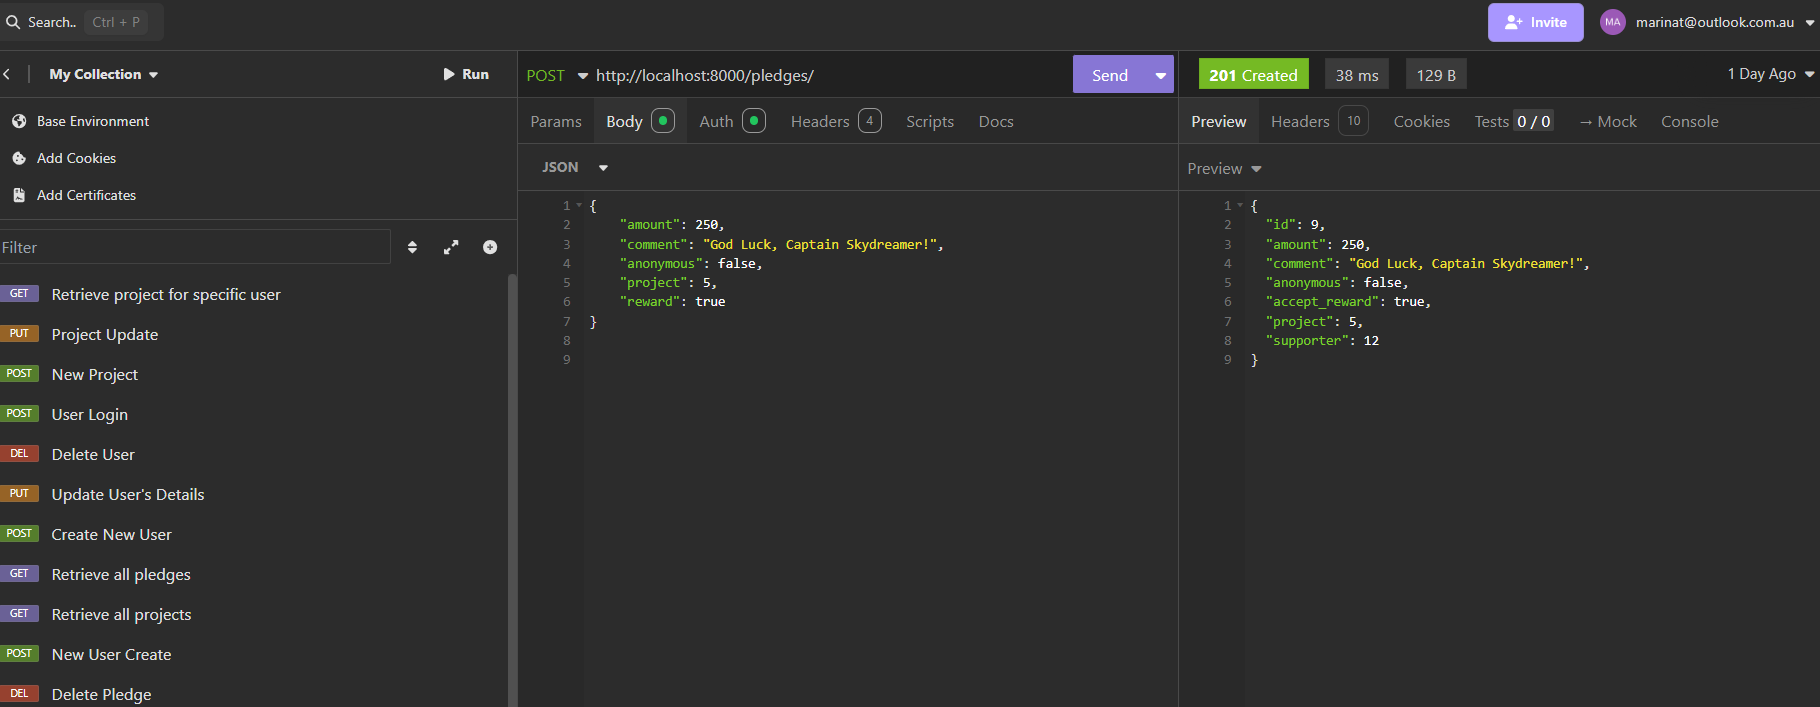 Search.. Ctrl + P
Invite MA marinat@outlook.com.au
My Collection Run
Base Environment
Add Cookies
Add Certificates
Filter
GET Retrieve project for specific user
PUT Project Update
POST New Project
POST User Login
DEL Delete User
PUT Update User's Details
POST Create New User
GET Retrieve all pledges
GET Retrieve all projects
POST New User Create
DEL Delete Pledge
POST http://localhost:8000/pledges/ Send
Params Body Auth Headers 4 Scripts Docs
JSON
1 {
2 "amount": 250,
3 "comment": "God Luck, Captain Skydreamer!",
4 "anonymous": false,
5 "project": 5,
6 "reward": true
7 }
8
9
201 Created 38 ms 129 B 1 Day Ago
Preview Headers 10 Cookies Tests 0 / 0 → Mock Console
Preview
1 {
2 "id": 9,
3 "amount": 250,
4 "comment": "God Luck, Captain Skydreamer!",
5 "anonymous": false,
6 "accept_reward": true,
7 "project": 5,
8 "supporter": 12
9 }